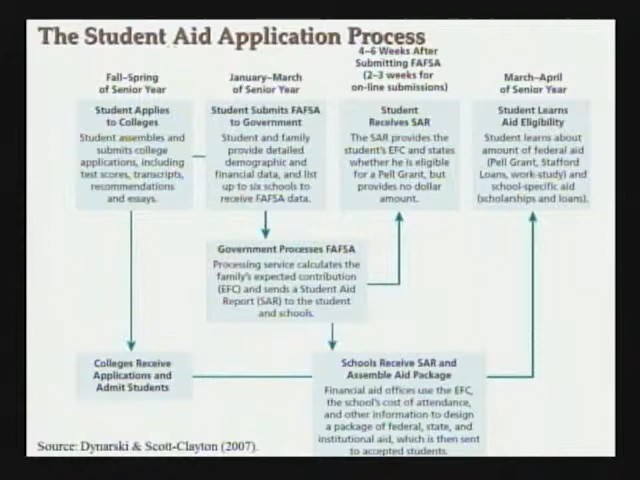 The Student Aid Application Process
Fall–Spring
of Senior Year
January–March
of Senior Year
4–6 Weeks After
Submitting FAFSA
(2–3 weeks for
on-line submissions)
March–April
of Senior Year
Student Applies
to Colleges
Student assembles and
submits college
applications, including
test scores, transcripts,
recommendations
and essays.
Student Submits FAFSA
to Government
Student and family
provide detailed
demographic and
financial data, and list
up to six schools to
receive FAFSA data.
Student
Receives SAR
The SAR provides the
student's EFC and states
whether he is eligible
for a Pell Grant, but
provides no dollar
amount.
Student Learns
Aid Eligibility
Student learns about
amount of federal aid
(Pell Grant, Stafford
Loans, work-study) and
school-specific aid
(scholarships and loans).
Government Processes FAFSA
Processing service calculates the
family's expected contribution
(EFC) and sends a Student Aid
Report (SAR) to the student
and schools.
Colleges Receive
Applications and
Admit Students
Schools Receive SAR and
Assemble Aid Package
Financial aid offices use the EFC,
the school's cost of attendance,
and other information to design
a package of federal, state, and
institutional aid, which is then sent
to accepted students.
Source: Dynarski & Scott-Clayton (2007).